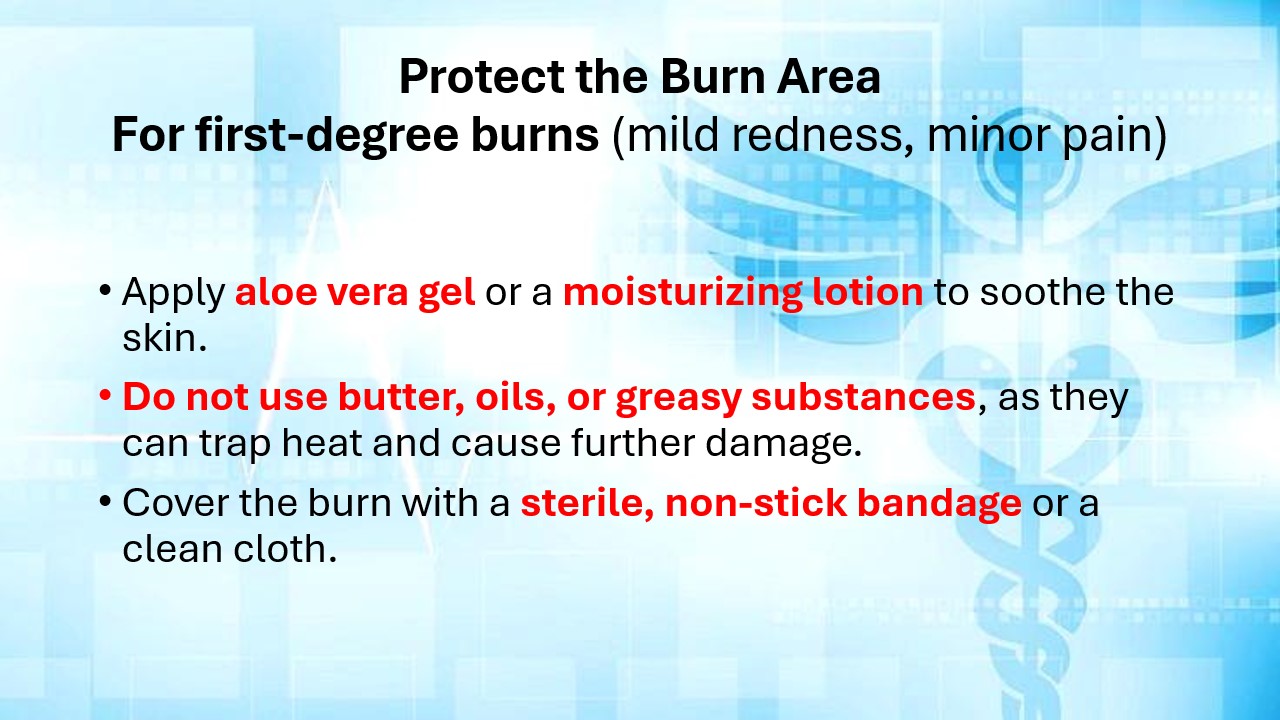 Protect the Burn Area
For first-degree burns (mild redness, minor pain)
• Apply aloe vera gel or a moisturizing lotion to soothe the
skin.
• Do not use butter, oils, or greasy substances, as they
can trap heat and cause further damage.
• Cover the burn with a sterile, non-stick bandage or a
clean cloth.